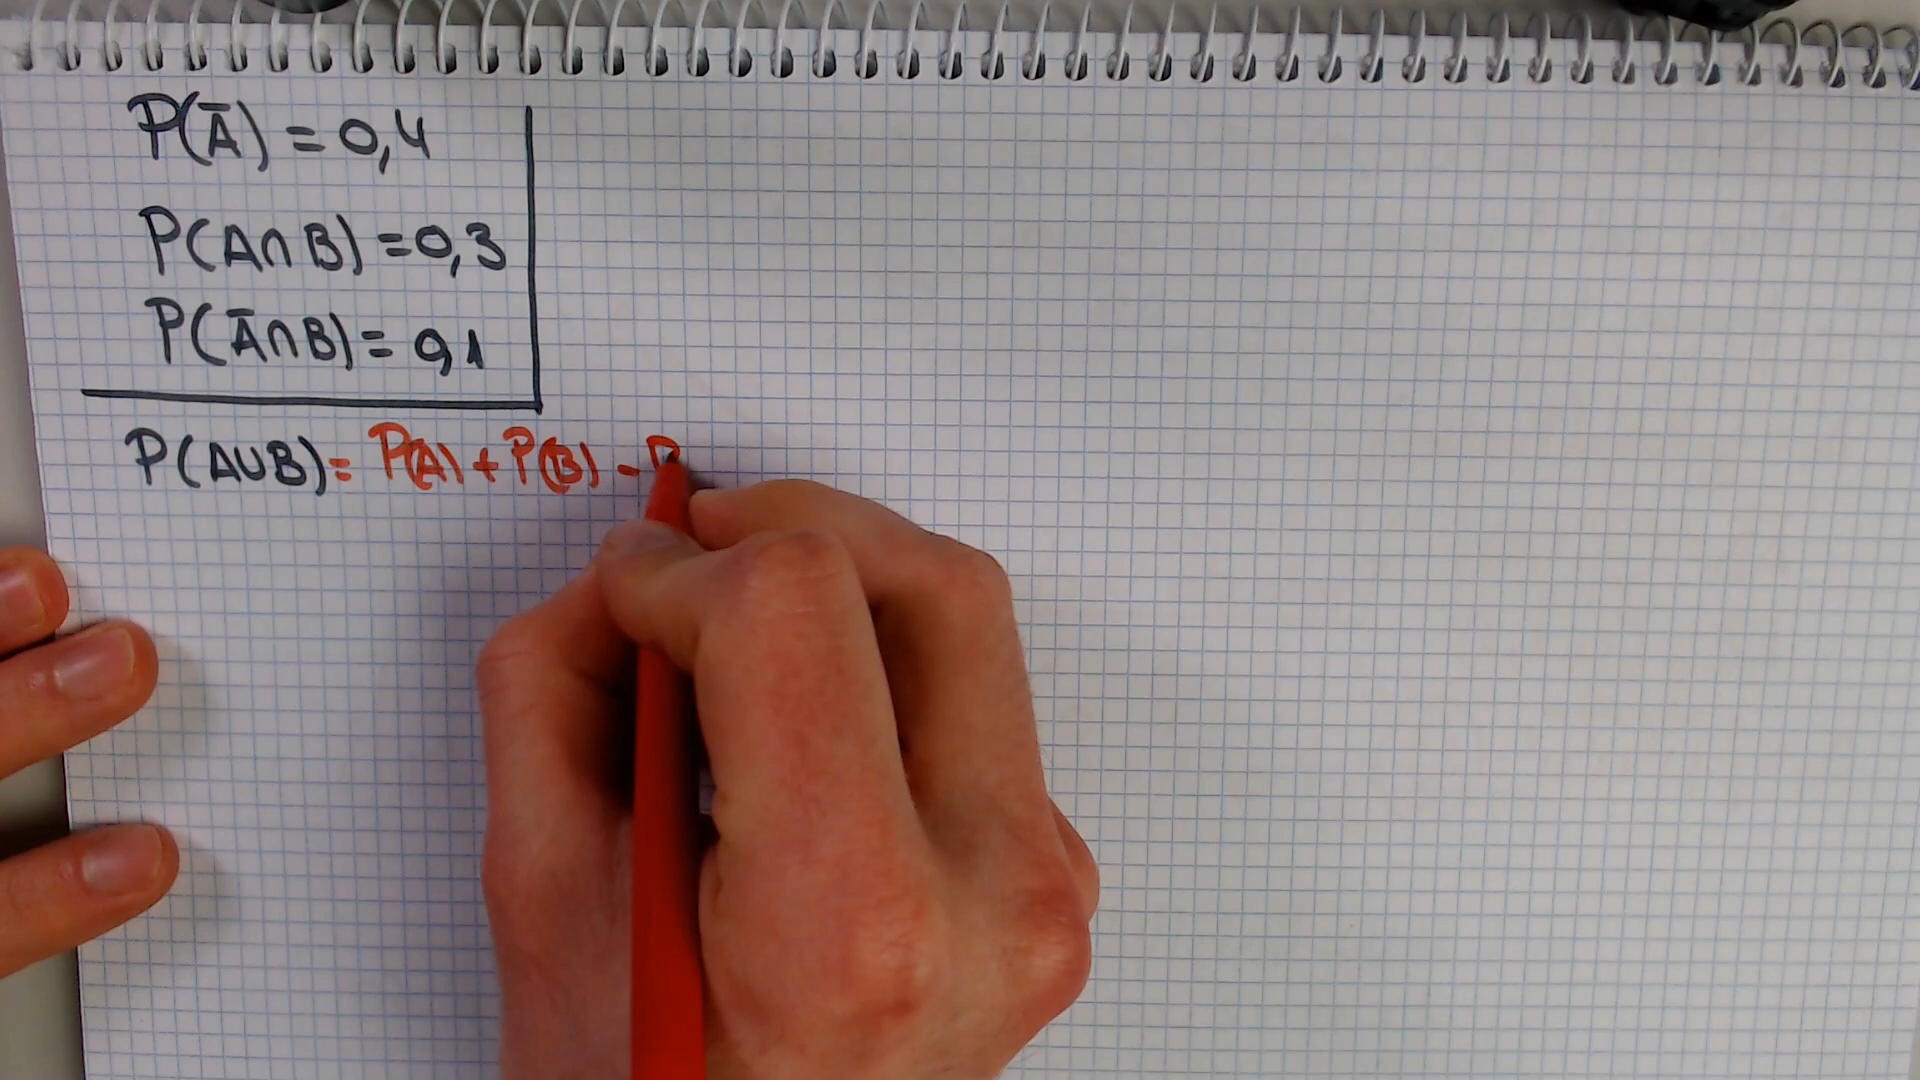 P(A̅) = 0,4
P(A∩B) = 0,3
P(A̅∩B) = 0,1
P(A∪B) = P(A) + P(B) - P